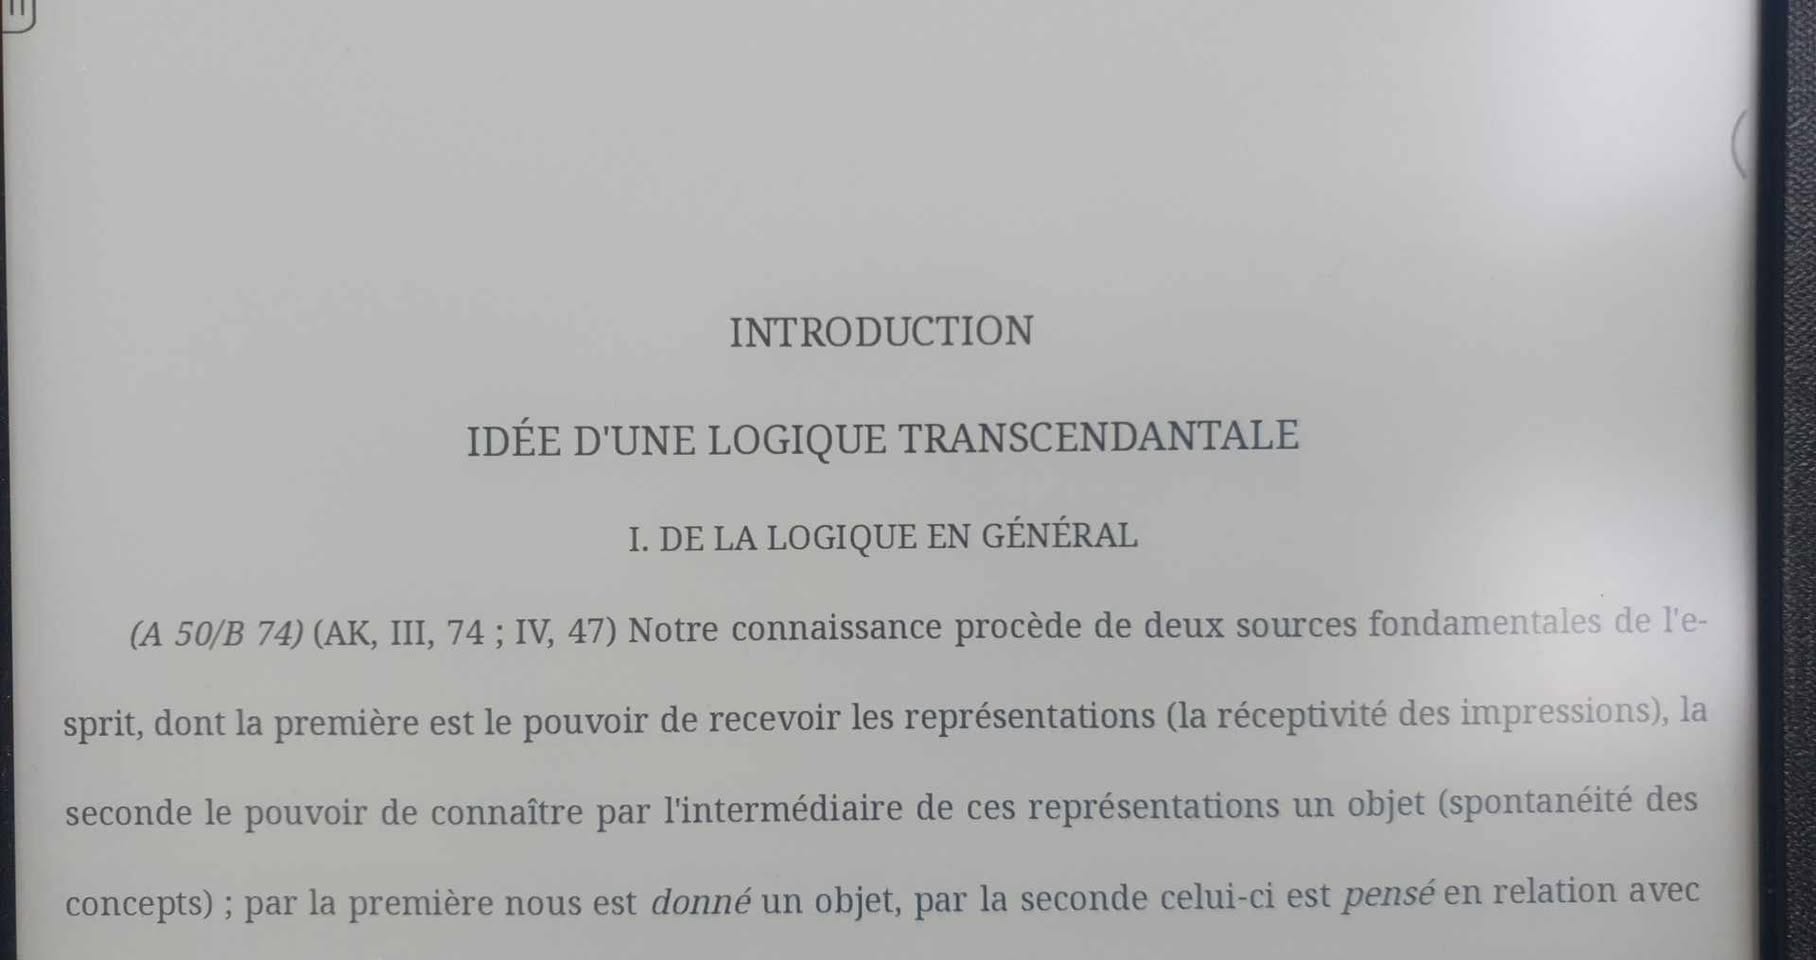 INTRODUCTION
IDÉE D'UNE LOGIQUE TRANSCENDANTALE
I. DE LA LOGIQUE EN GÉNÉRAL
(A 50/B 74) (AK, III, 74 ; IV, 47) Notre connaissance procède de deux sources fondamentales de l'e-
sprit, dont la première est le pouvoir de recevoir les représentations (la réceptivité des impressions), la
seconde le pouvoir de connaître par l'intermédiaire de ces représentations un objet (spontanéité des
concepts) ; par la première nous est donné un objet, par la seconde celui-ci est pensé en relation avec